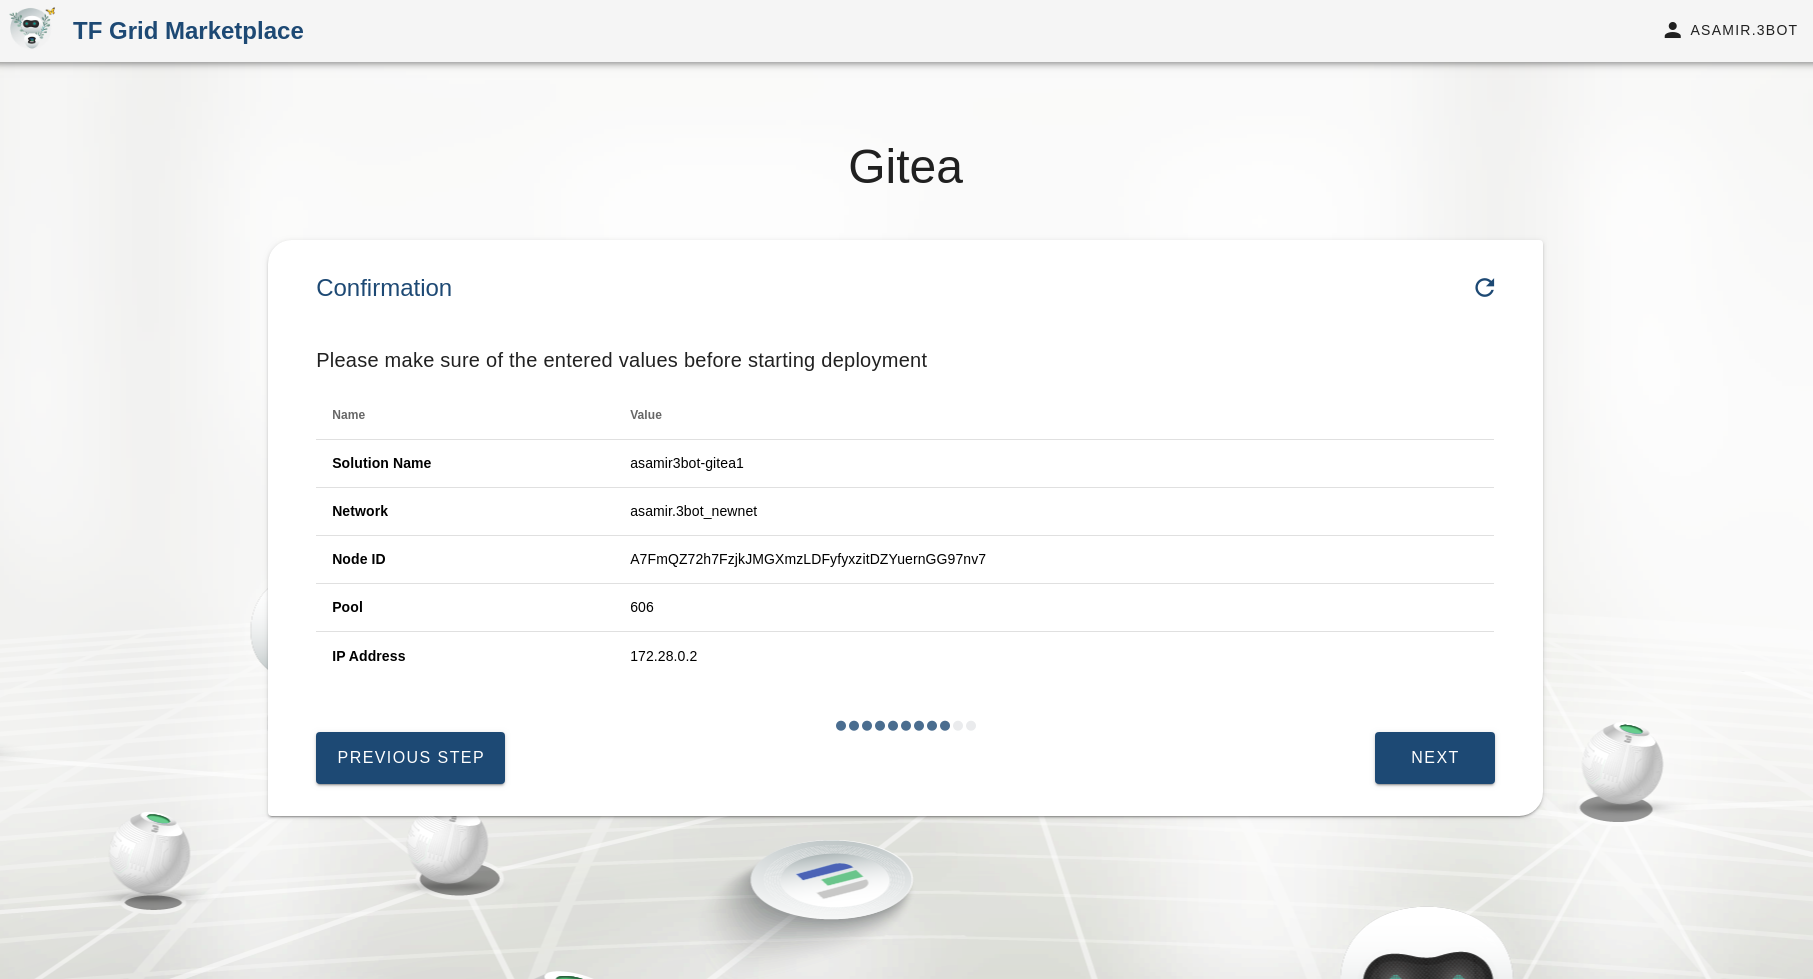 TF Grid Marketplace
ASAMIR.3BOT
Gitea
Confirmation
Please make sure of the entered values before starting deployment
Name Value
Solution Name asamir3bot-gitea1
Network asamir.3bot_newnet
Node ID A7FmQZ72h7FzjkJMGXmzLDFyfyxzitDZYuernGG97nv7
Pool 606
IP Address 172.28.0.2
PREVIOUS STEP
NEXT